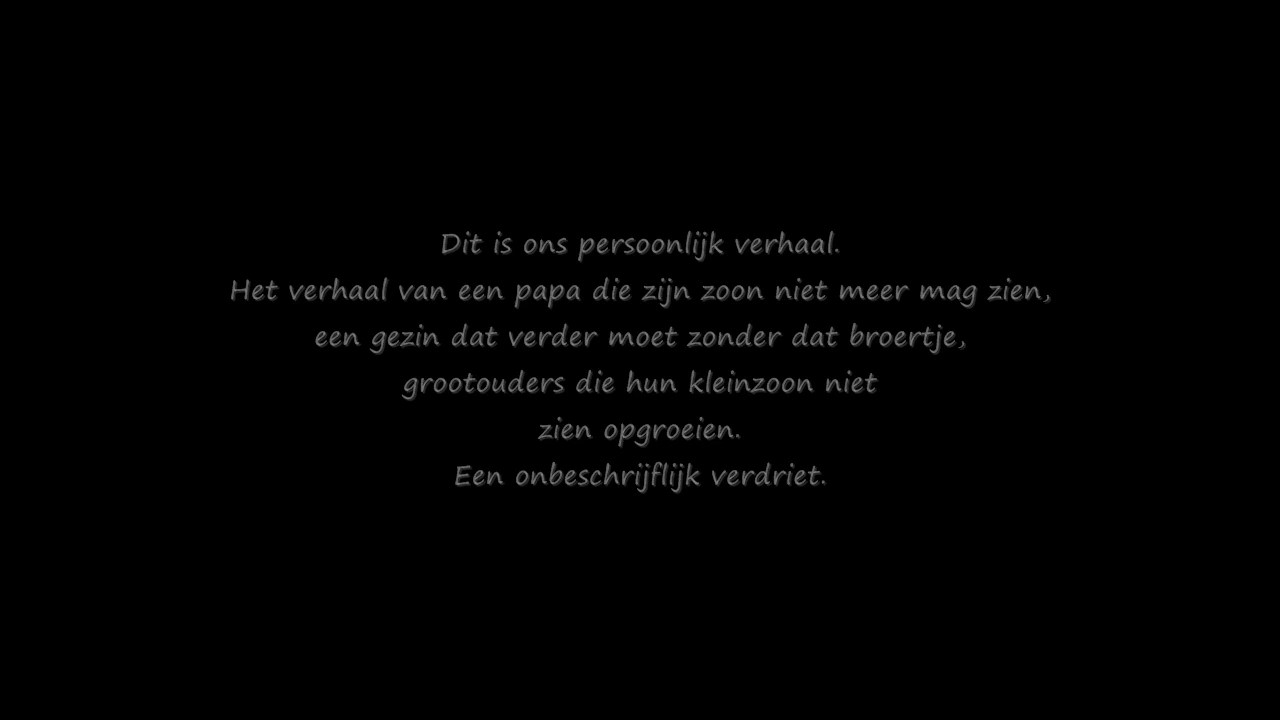 Dit is ons persoonlijk verhaal.
Het verhaal van een papa die zijn zoon niet meer mag zien,
een gezin dat verder moet zonder dat broertje,
grootouders die hun kleinzoon niet
zien opgroeien.
Een onbeschrijflijk verdriet.